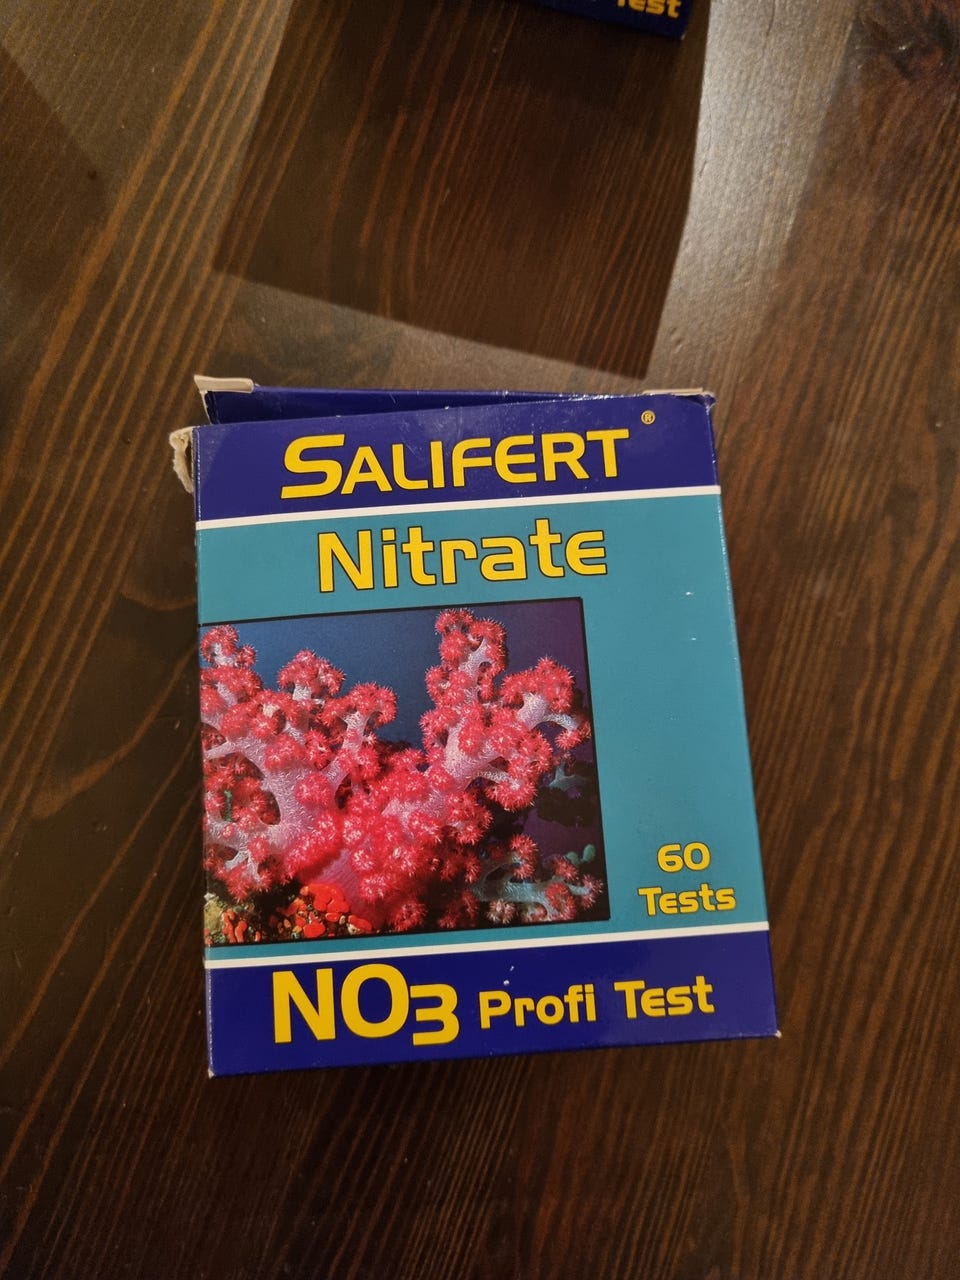 Test
SALIFERT ®
Nitrate
60
Tests
NO3 Profi Test